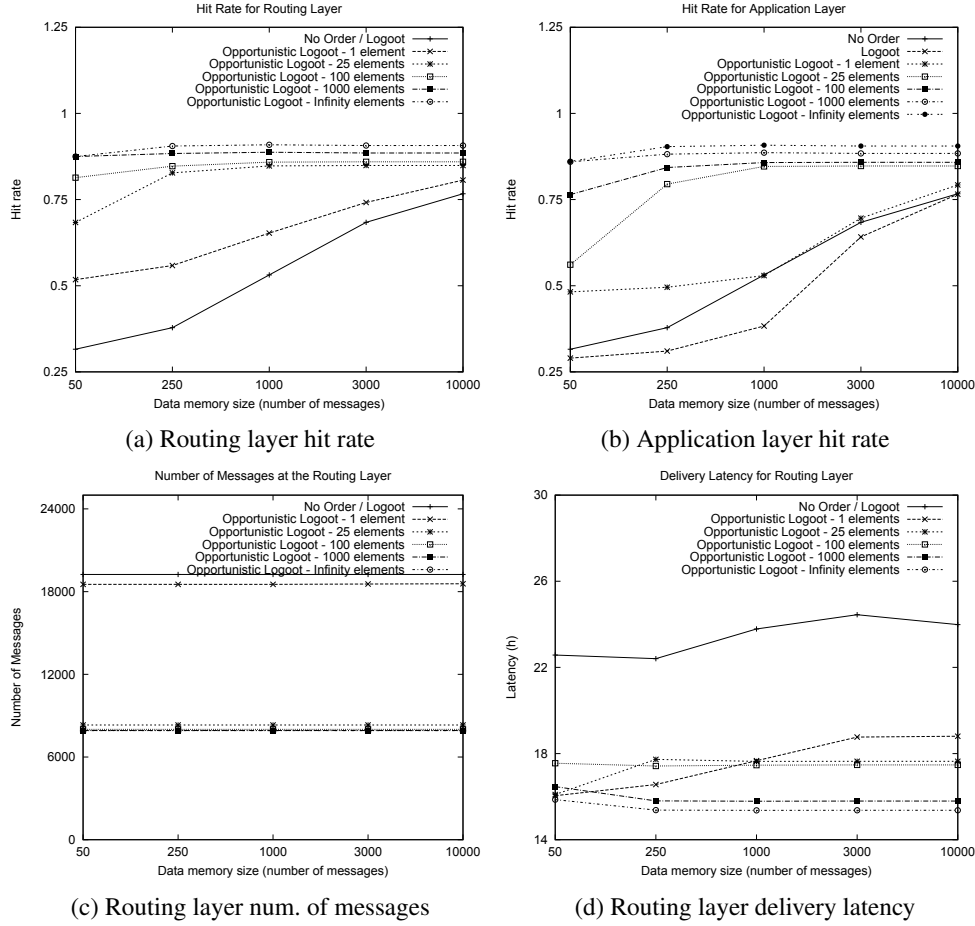 Hit Rate for Routing Layer
1.25
1
0.75
0.5
0.25
Hit rate
No Order / Logoot
Opportunistic Logoot - 1 element
Opportunistic Logoot - 25 elements
Opportunistic Logoot - 100 elements
Opportunistic Logoot - 1000 elements
Opportunistic Logoot - Infinity elements
50 250 1000 3000 10000
Data memory size (number of messages)
(a) Routing layer hit rate
Hit Rate for Application Layer
1.25
1
0.75
0.5
0.25
Hit rate
No Order
Logoot
Opportunistic Logoot - 1 element
Opportunistic Logoot - 25 elements
Opportunistic Logoot - 100 elements
Opportunistic Logoot - 1000 elements
Opportunistic Logoot - Infinity elements
50 250 1000 3000 10000
Data memory size (number of messages)
(b) Application layer hit rate
Number of Messages at the Routing Layer
24000
18000
12000
6000
0
Number of Messages
No Order / Logoot
Opportunistic Logoot - 1 element
Opportunistic Logoot - 25 elements
Opportunistic Logoot - 100 elements
Opportunistic Logoot - 1000 elements
Opportunistic Logoot - Infinity elements
50 250 1000 3000 10000
Data memory size (number of messages)
(c) Routing layer num. of messages
Delivery Latency for Routing Layer
30
26
22
18
14
Latency (h)
No Order / Logoot
Opportunistic Logoot - 1 elements
Opportunistic Logoot - 25 elements
Opportunistic Logoot - 100 elements
Opportunistic Logoot - 1000 elements
Opportunistic Logoot - Infinity elements
50 250 1000 3000 10000
Data memory size (number of messages)
(d) Routing layer delivery latency